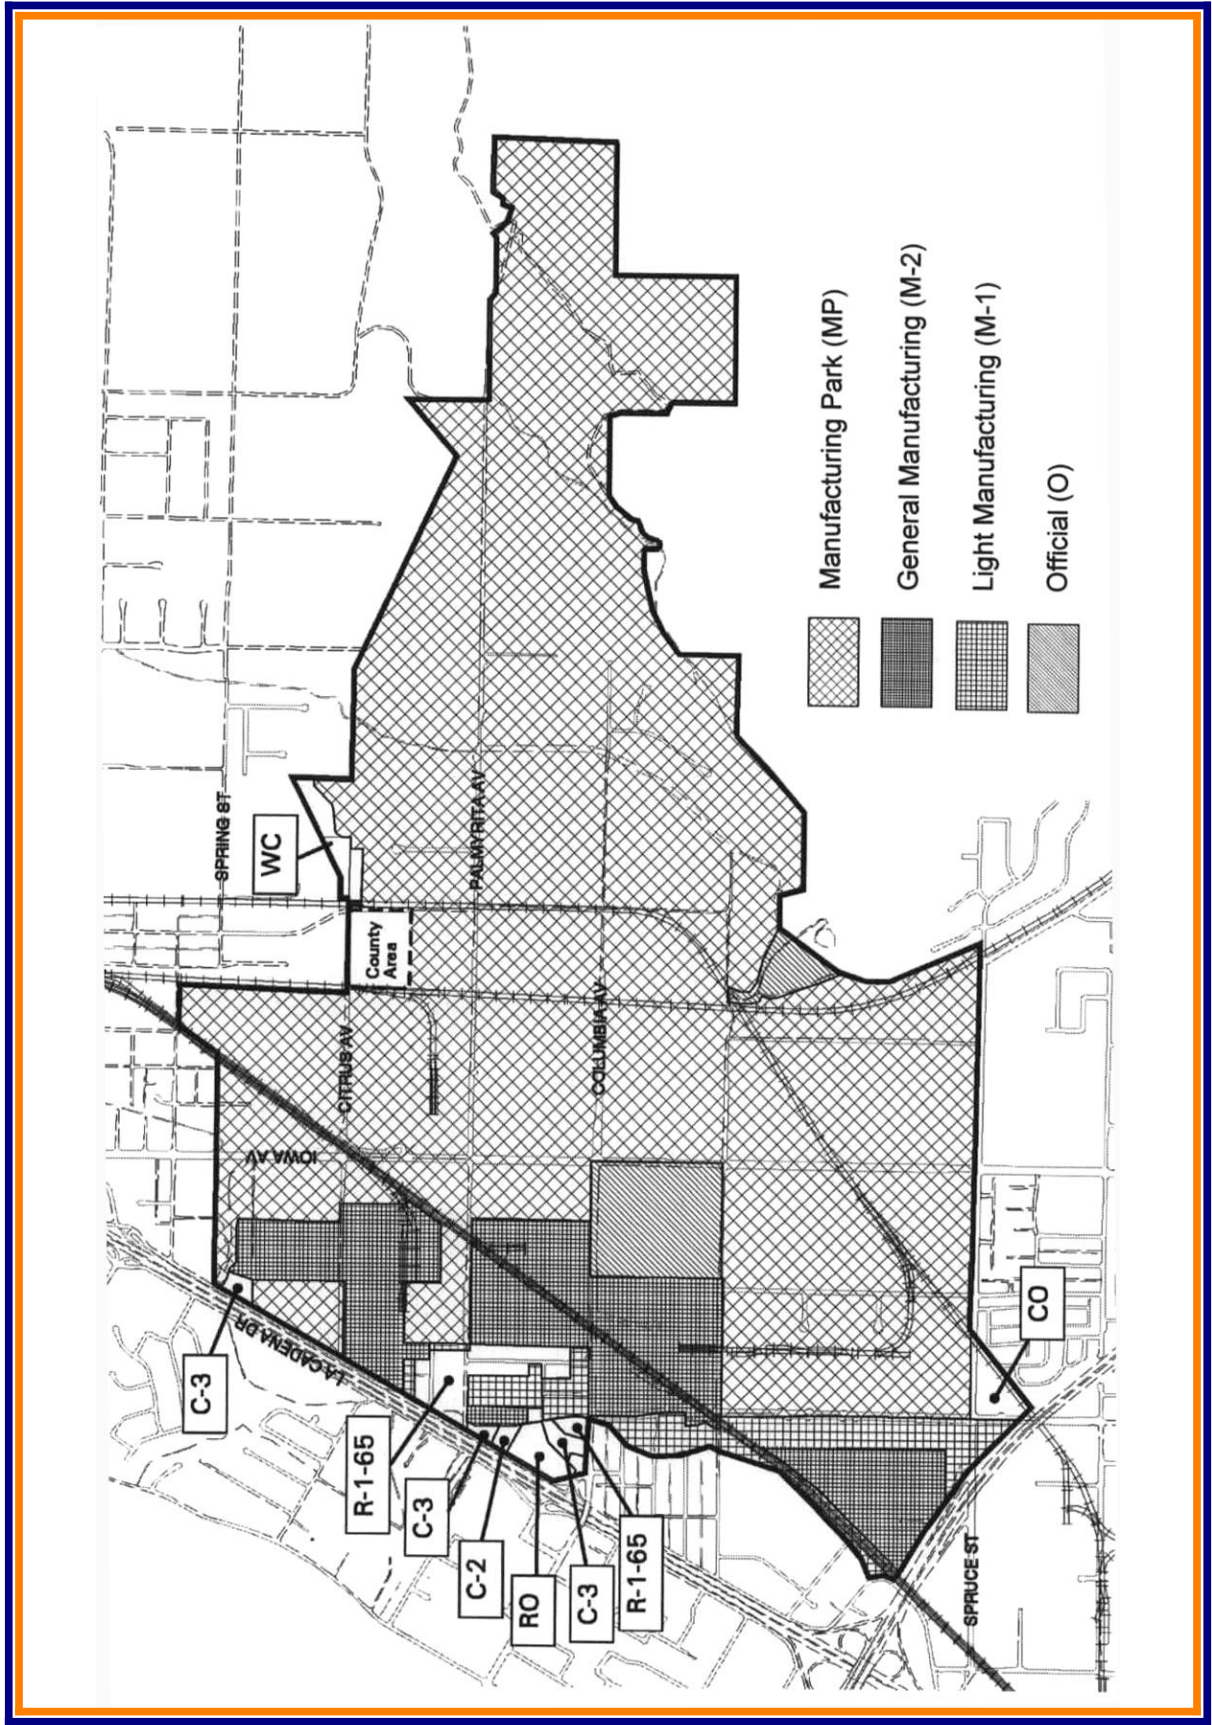 SPRING ST
WC
County
Area
PALMYRITA AV
CITRUS AV
COLUMBIA AV
IOWA AV
LA CADENA DR
C-3
R-1-65
C-3
C-2
RO
C-3
R-1-65
CO
SPRUCE ST
Manufacturing Park (MP)
General Manufacturing (M-2)
Light Manufacturing (M-1)
Official (O)